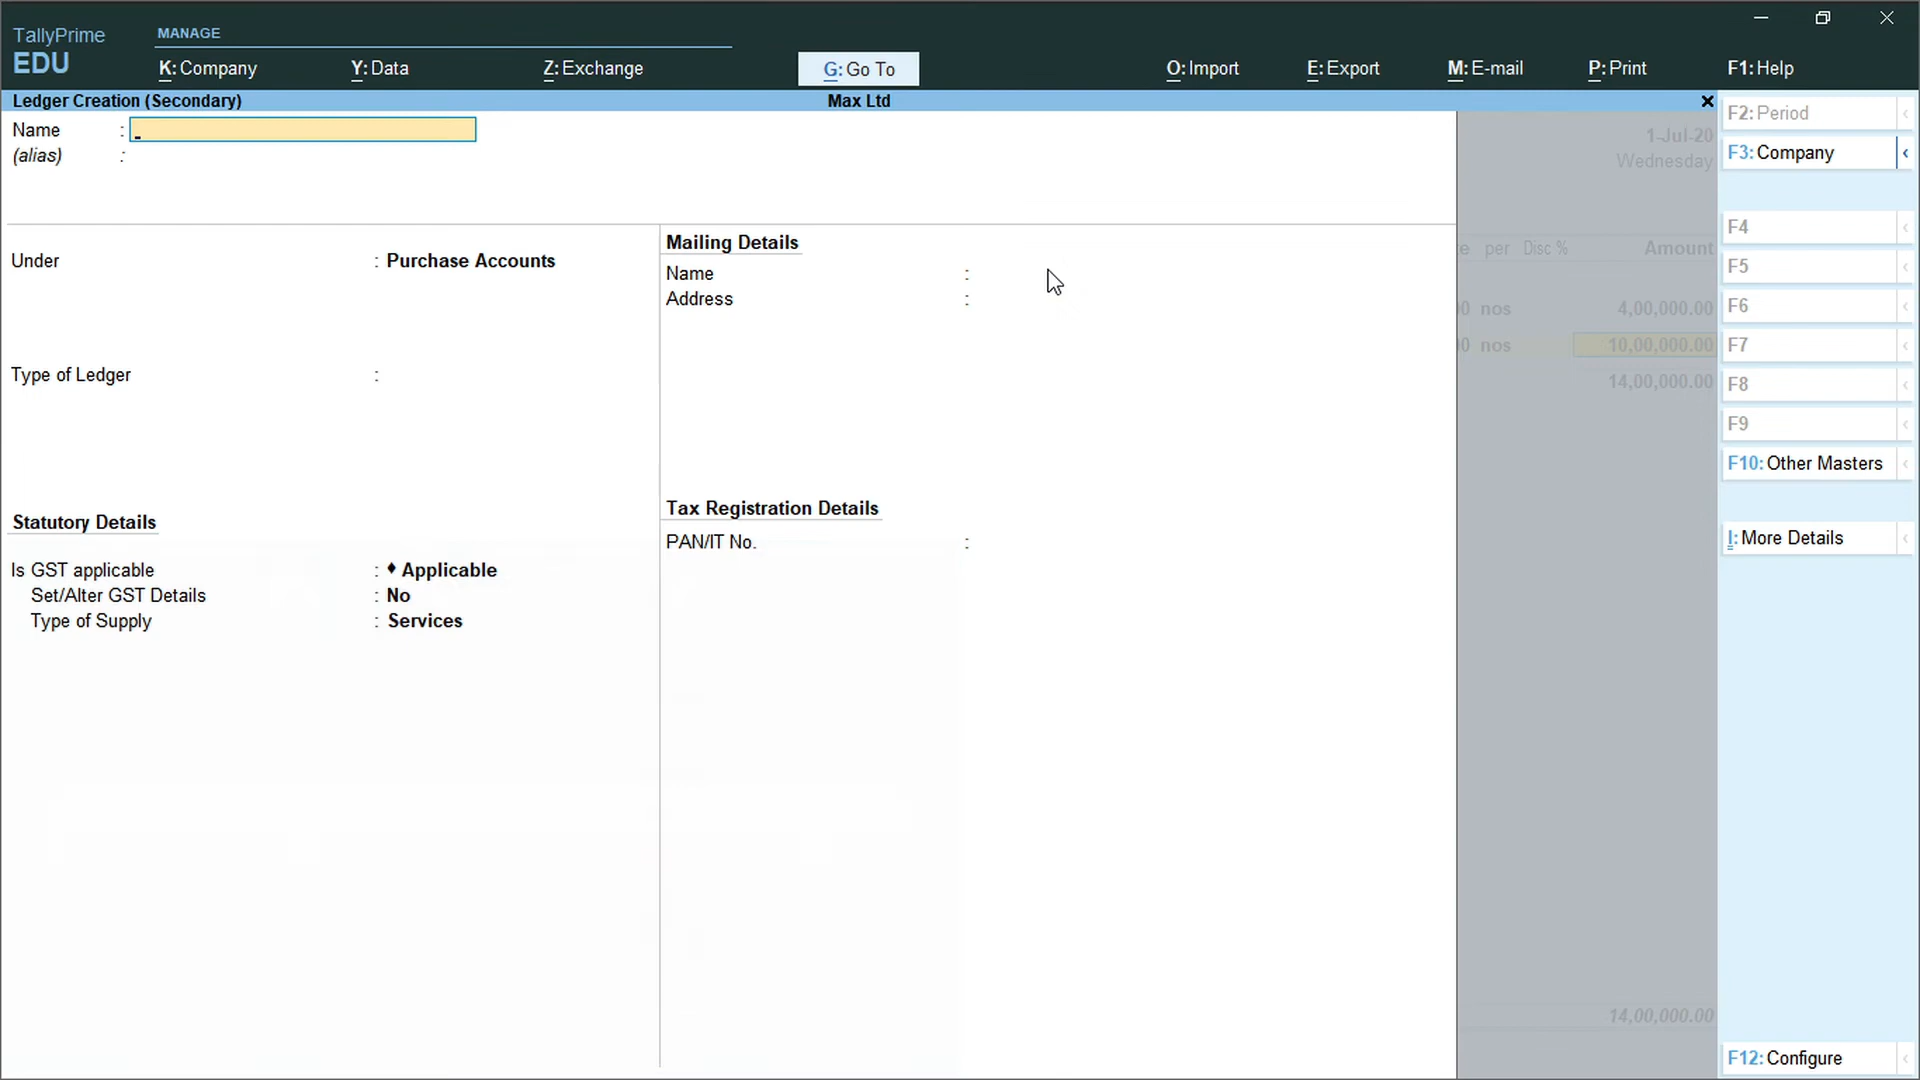 TallyPrime
EDU
MANAGE
K: Company
Y: Data
Z: Exchange
G: Go To
O: Import
E: Export
M: E-mail
P: Print
F1: Help
Ledger Creation (Secondary)
Max Ltd
Name :
(alias) :
Under : Purchase Accounts
Type of Ledger :
Statutory Details
Is GST applicable : ♦ Applicable
Set/Alter GST Details : No
Type of Supply : Services
Mailing Details
Name :
Address :
Tax Registration Details
PAN/IT No. :
1-Jul-20
Wednesday
per Disc % Amount
nos 4,00,000.00
nos 10,00,000.00
14,00,000.00
14,00,000.00
F2: Period
F3: Company
F4
F5
F6
F7
F8
F9
F10: Other Masters
I: More Details
F12: Configure